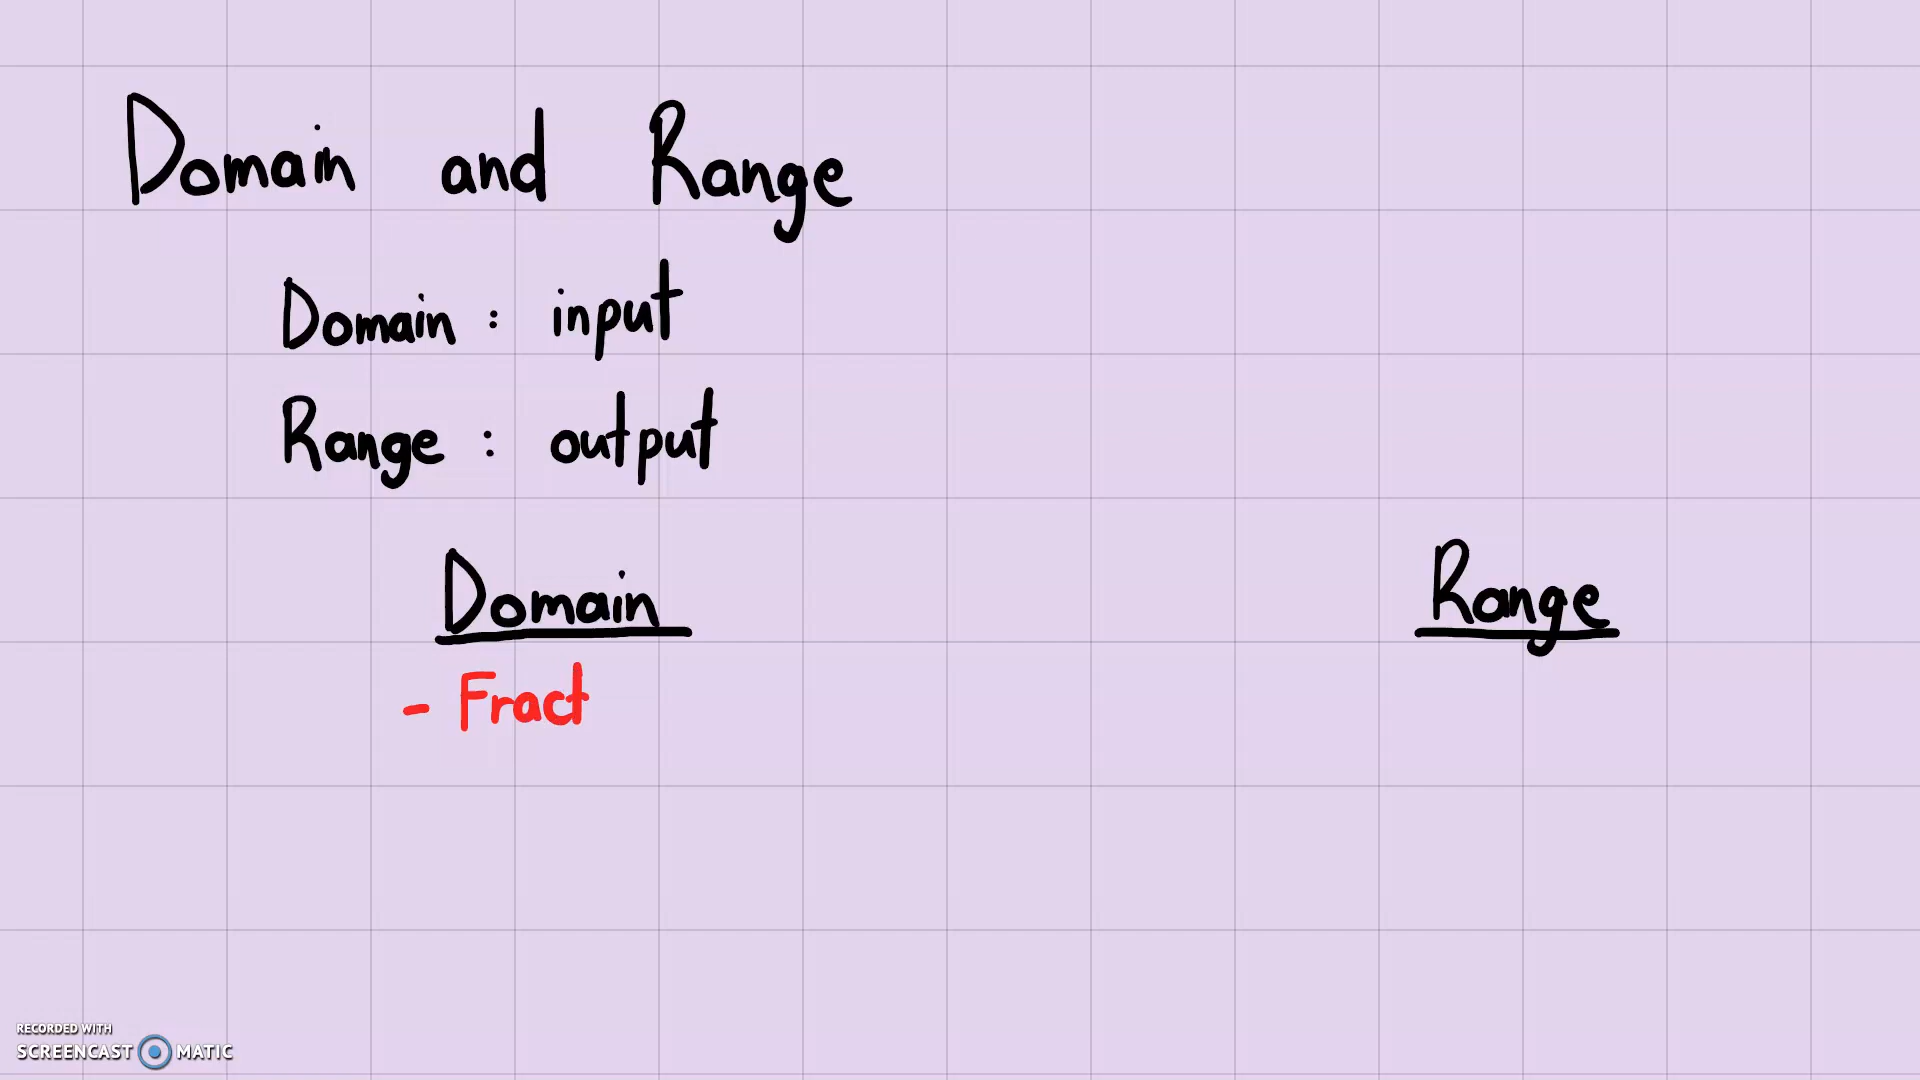 Domain and Range
Domain : input
Range : output
Domain Range
- Fract
RECORDED WITH
SCREENCAST MATIC